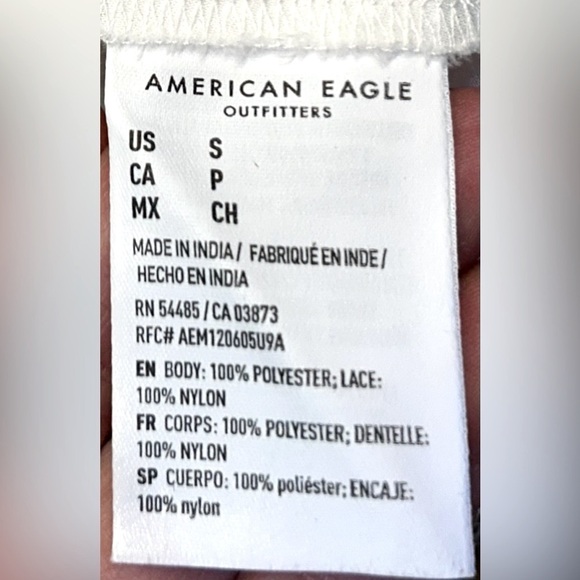 AMERICAN EAGLE
OUTFITTERS
US S
CA P
MX CH
MADE IN INDIA / FABRIQUÉ EN INDE /
HECHO EN INDIA
RN 54485 / CA 03873
RFC# AEM120605U9A
EN BODY: 100% POLYESTER; LACE:
100% NYLON
FR CORPS: 100% POLYESTER; DENTELLE:
100% NYLON
SP CUERPO: 100% poliéster; ENCAJE:
100% nylon